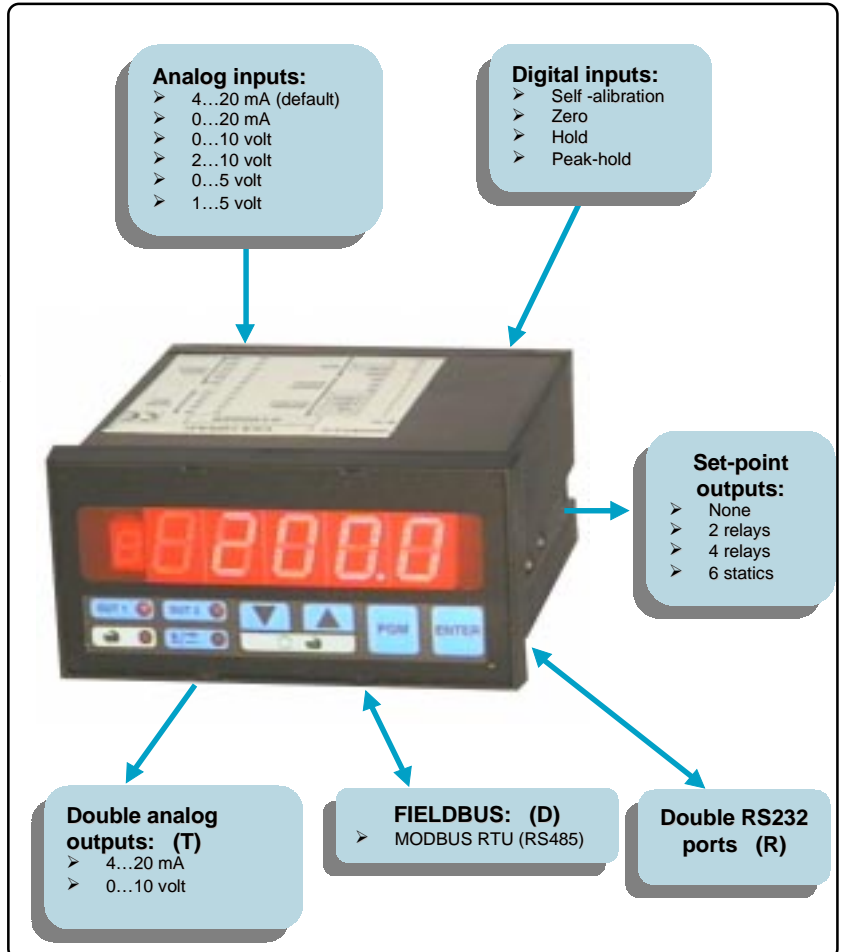 Analog inputs:
➢ 4…20 mA (default)
➢ 0…20 mA
➢ 0…10 volt
➢ 2…10 volt
➢ 0…5 volt
➢ 1…5 volt
Digital inputs:
➢ Self -alibration
➢ Zero
➢ Hold
➢ Peak-hold
Set-point
outputs:
➢ None
➢ 2 relays
➢ 4 relays
➢ 6 statics
200.0
OUT 1 OUT 2
PGM ENTER
Double analog
outputs: (T)
➢ 4…20 mA
➢ 0…10 volt
FIELDBUS: (D)
➢ MODBUS RTU (RS485)
Double RS232
ports (R)